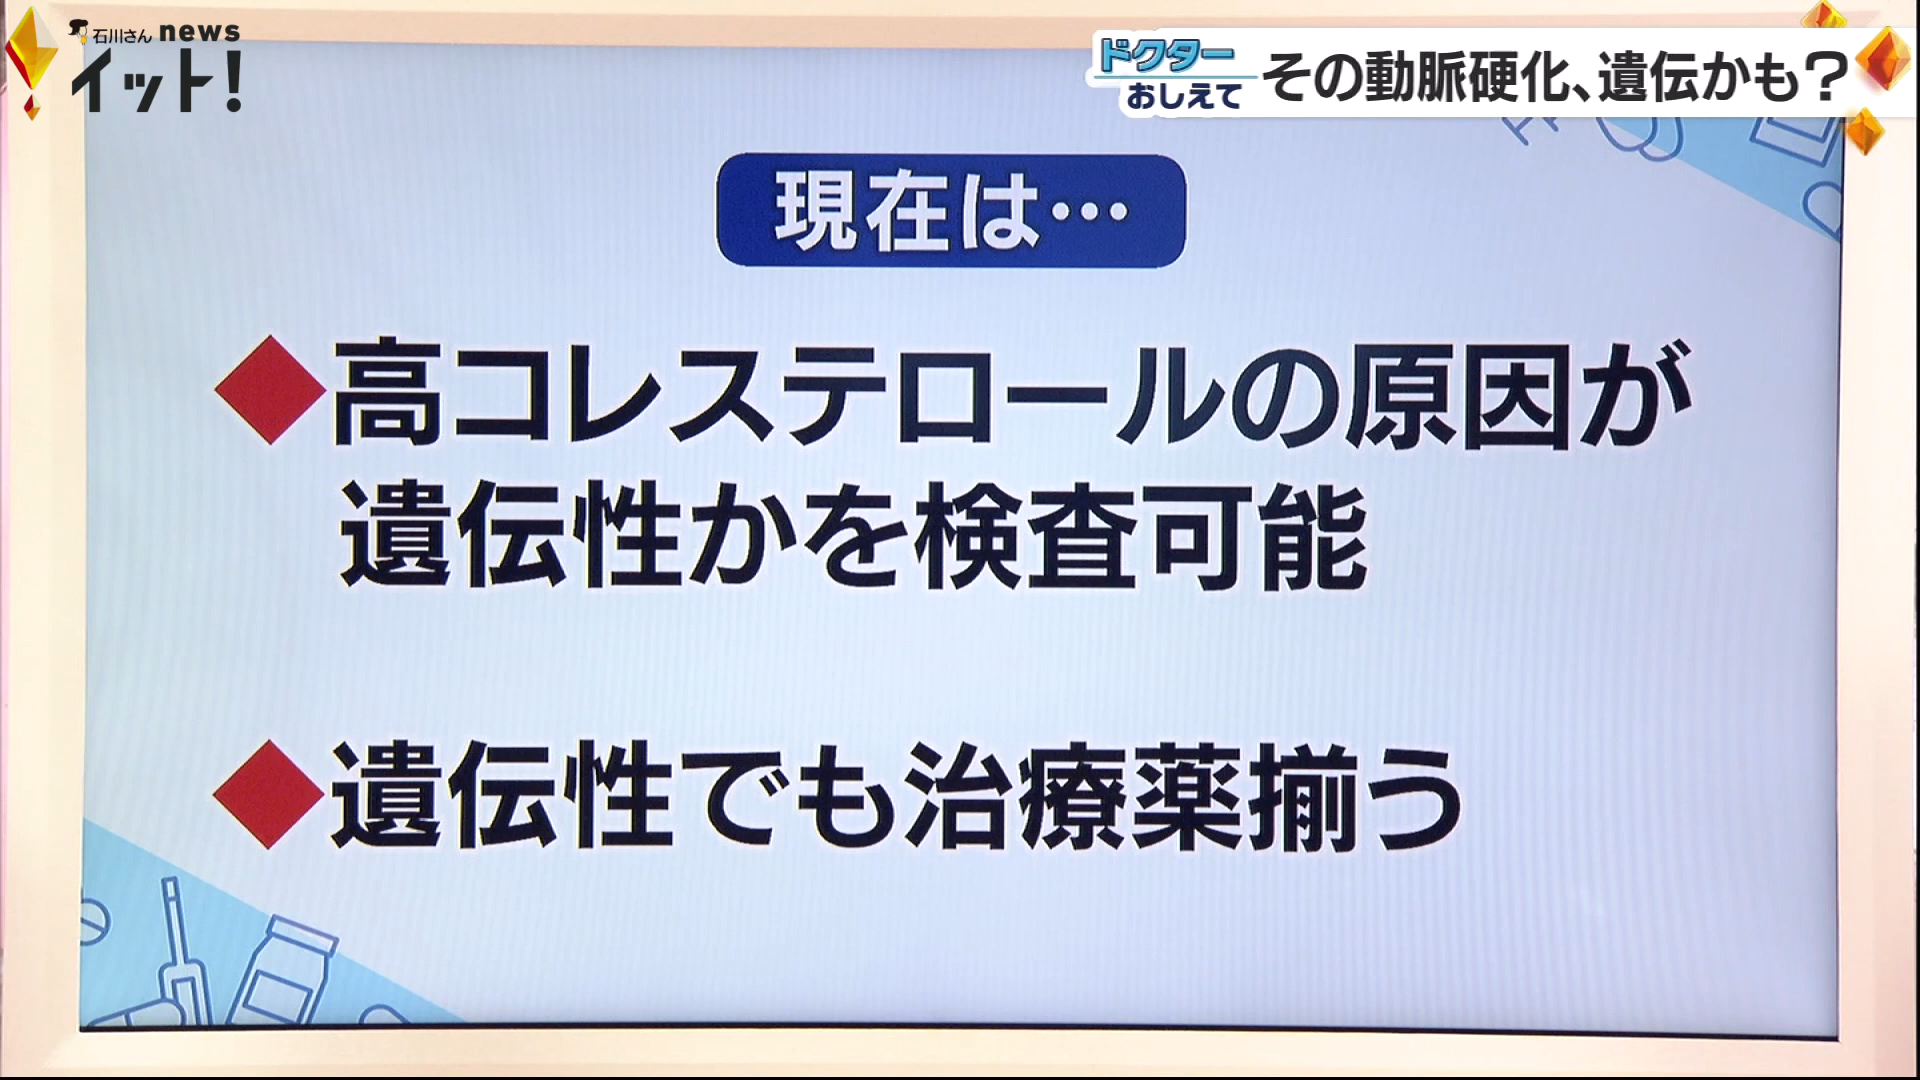 石川さん news
イット!
ドクター
おしえて
その動脈硬化、遺伝かも？
現在は…
◆高コレステロールの原因が
遺伝性かを検査可能
◆遺伝性でも治療薬揃う